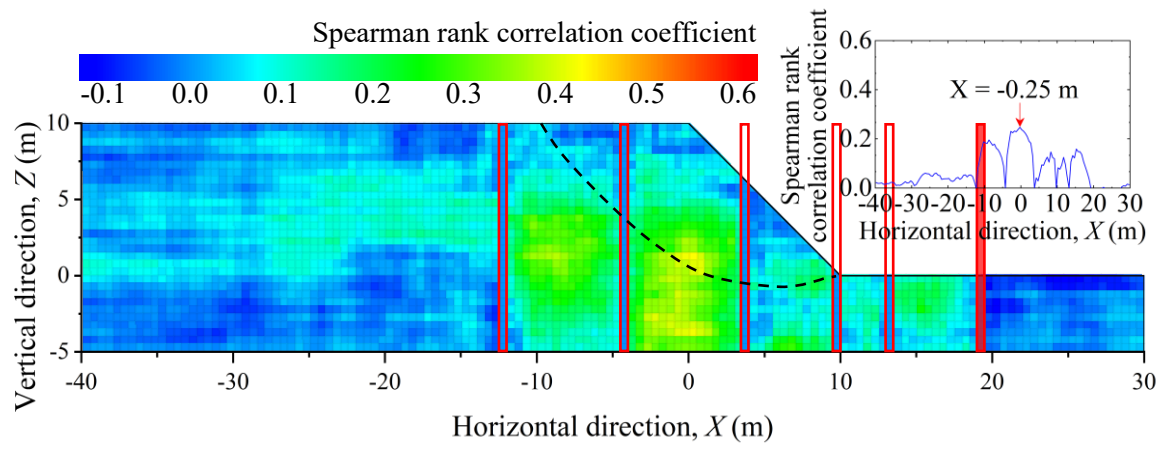 Spearman rank correlation coefficient
-0.1 0.0 0.1 0.2 0.3 0.4 0.5 0.6
Vertical direction, Z (m)
10
5
0
-5
-40 -30 -20 -10 0 10 20 30
Horizontal direction, X (m)
Spearman rank
correlation coefficient
0.6
0.4
0.2
0.0
X = -0.25 m
-40 -30 -20 -10 0 10 20 30
Horizontal direction, X (m)